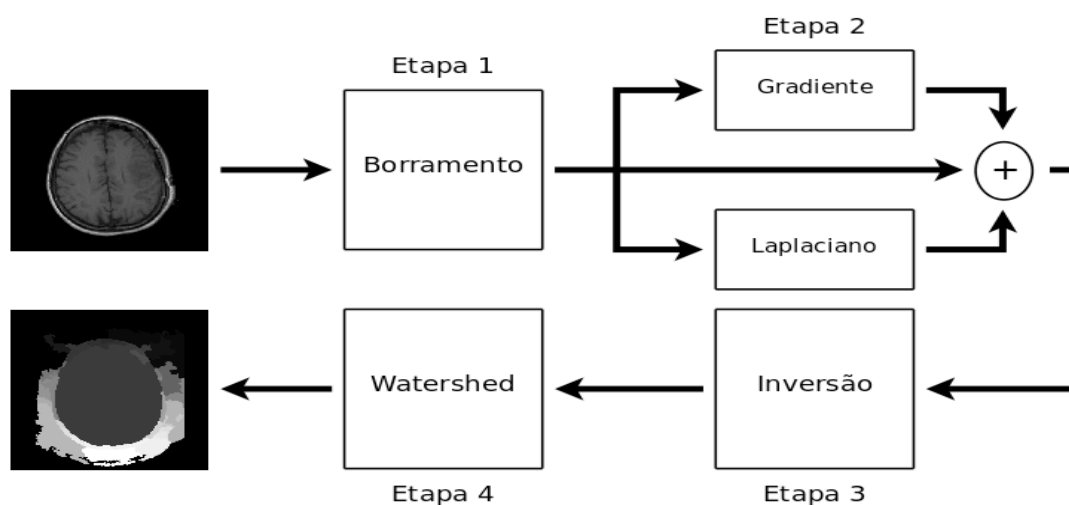 Etapa 2
Etapa 1
Gradiente
Borramento
+
Laplaciano
Watershed
Inversão
Etapa 4
Etapa 3